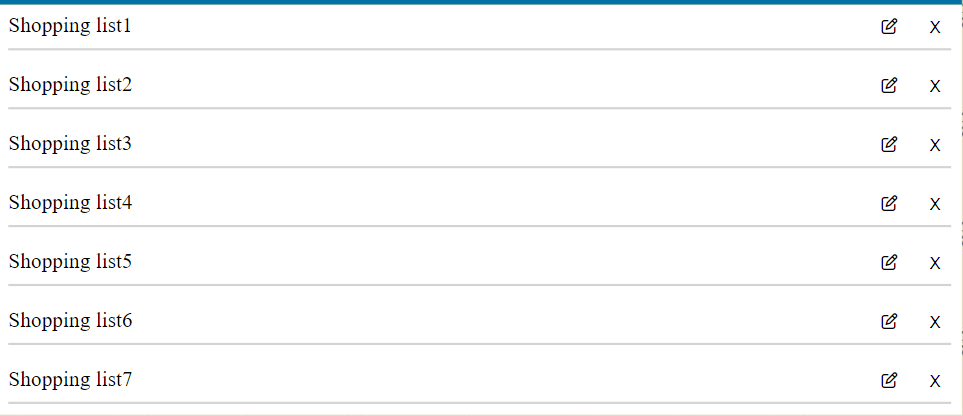 Shopping list1 X
Shopping list2 X
Shopping list3 X
Shopping list4 X
Shopping list5 X
Shopping list6 X
Shopping list7 X